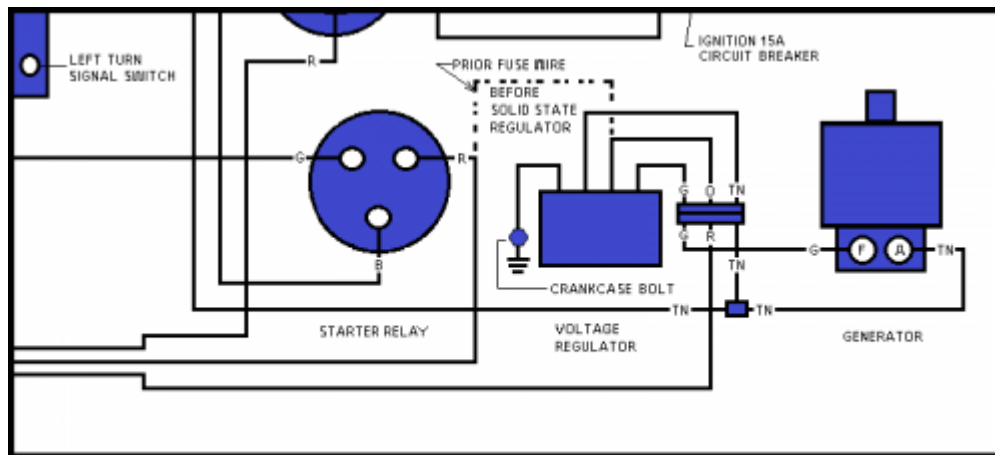 LEFT TURN
SIGNAL SWITCH
R
PRIOR FUSE WIRE
BEFORE
SOLID STATE
REGULATOR
IGNITION 15A
CIRCUIT BREAKER
G
R
B
G O TN
G R
TN
G F A TN
CRANKCASE BOLT
TN TN
STARTER RELAY
VOLTAGE
REGULATOR
GENERATOR